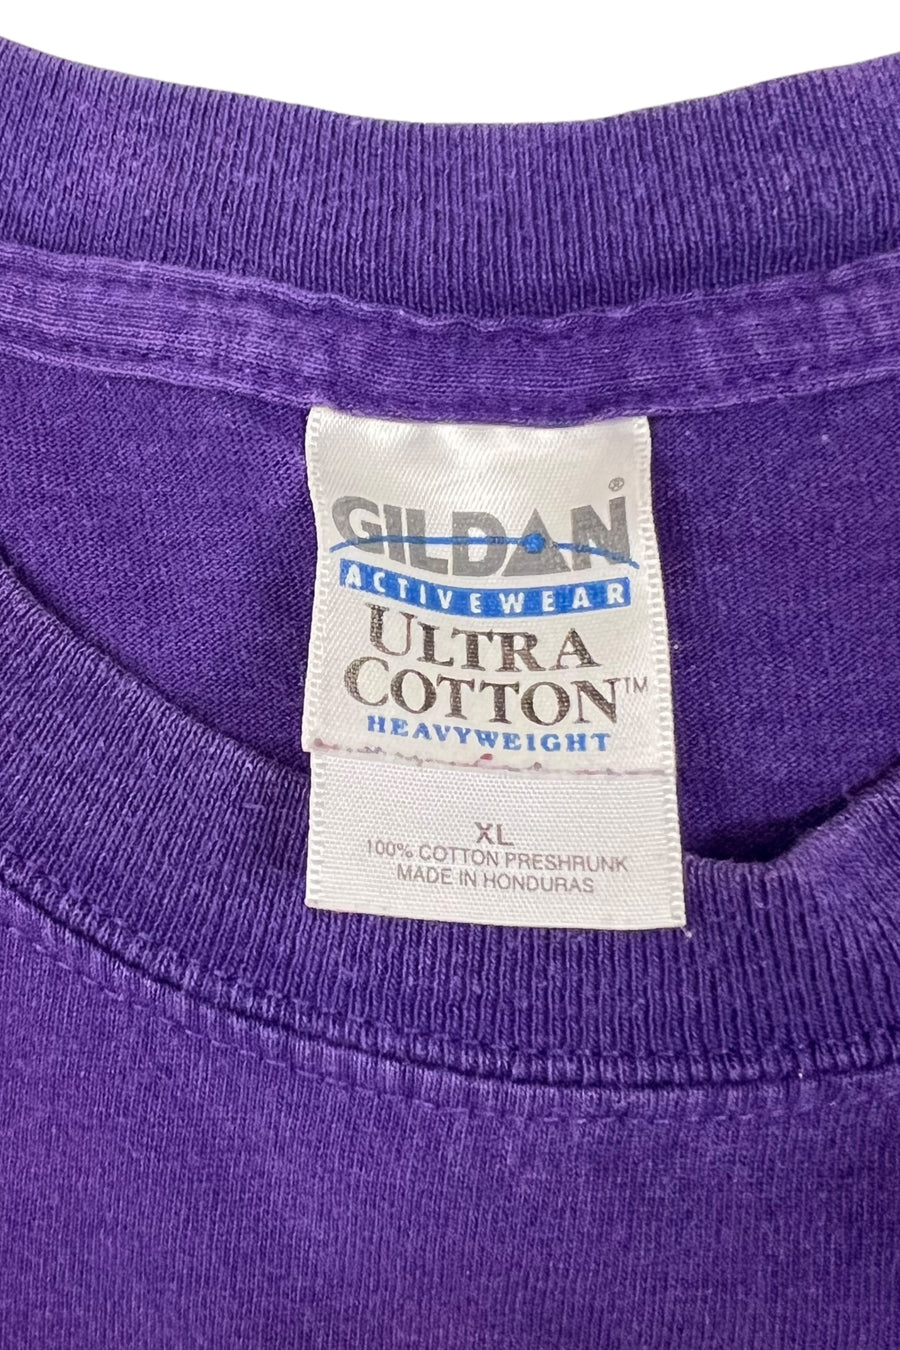 GILDAN®
ACTIVEWEAR
ULTRA
COTTON™
HEAVYWEIGHT
XL
100% COTTON PRESHRUNK
MADE IN HONDURAS